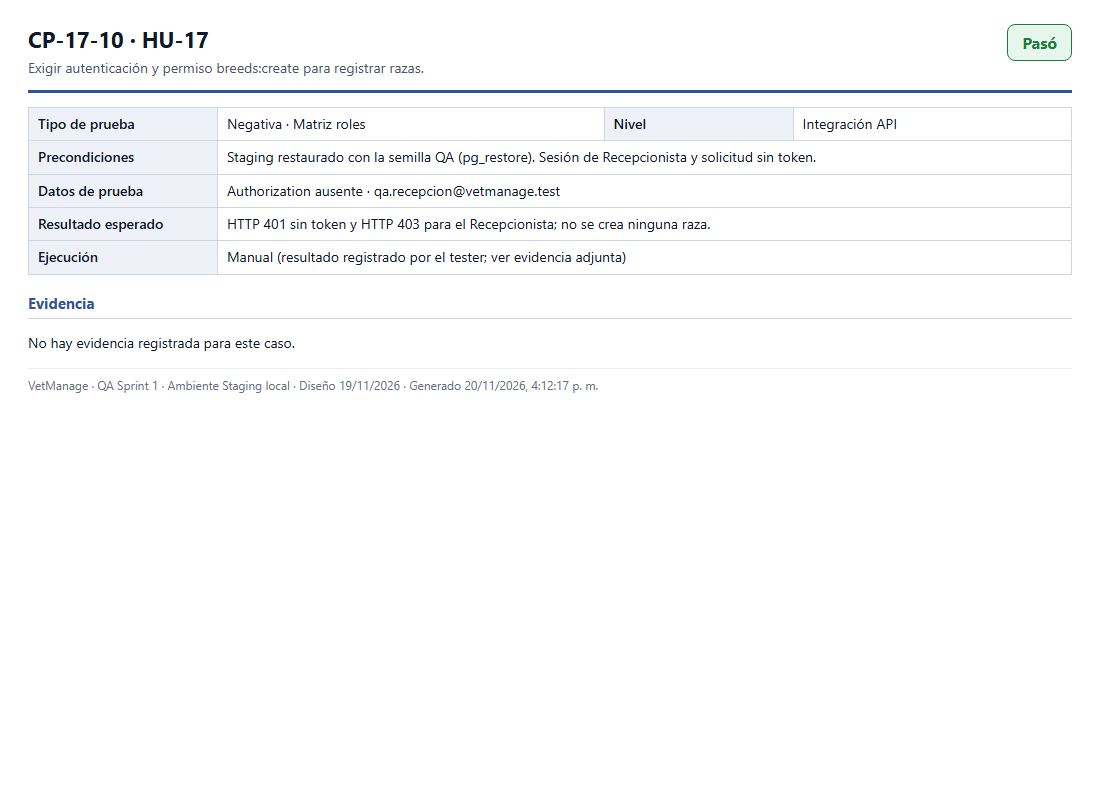 CP-17-10 · HU-17
Pasó
Exigir autenticación y permiso breeds:create para registrar razas.
Tipo de prueba Negativa · Matriz roles Nivel Integración API
Precondiciones Staging restaurado con la semilla QA (pg_restore). Sesión de Recepcionista y solicitud sin token.
Datos de prueba Authorization ausente · qa.recepcion@vetmanage.test
Resultado esperado HTTP 401 sin token y HTTP 403 para el Recepcionista; no se crea ninguna raza.
Ejecución Manual (resultado registrado por el tester; ver evidencia adjunta)
Evidencia
No hay evidencia registrada para este caso.
VetManage · QA Sprint 1 · Ambiente Staging local · Diseño 19/11/2026 · Generado 20/11/2026, 4:12:17 p. m.